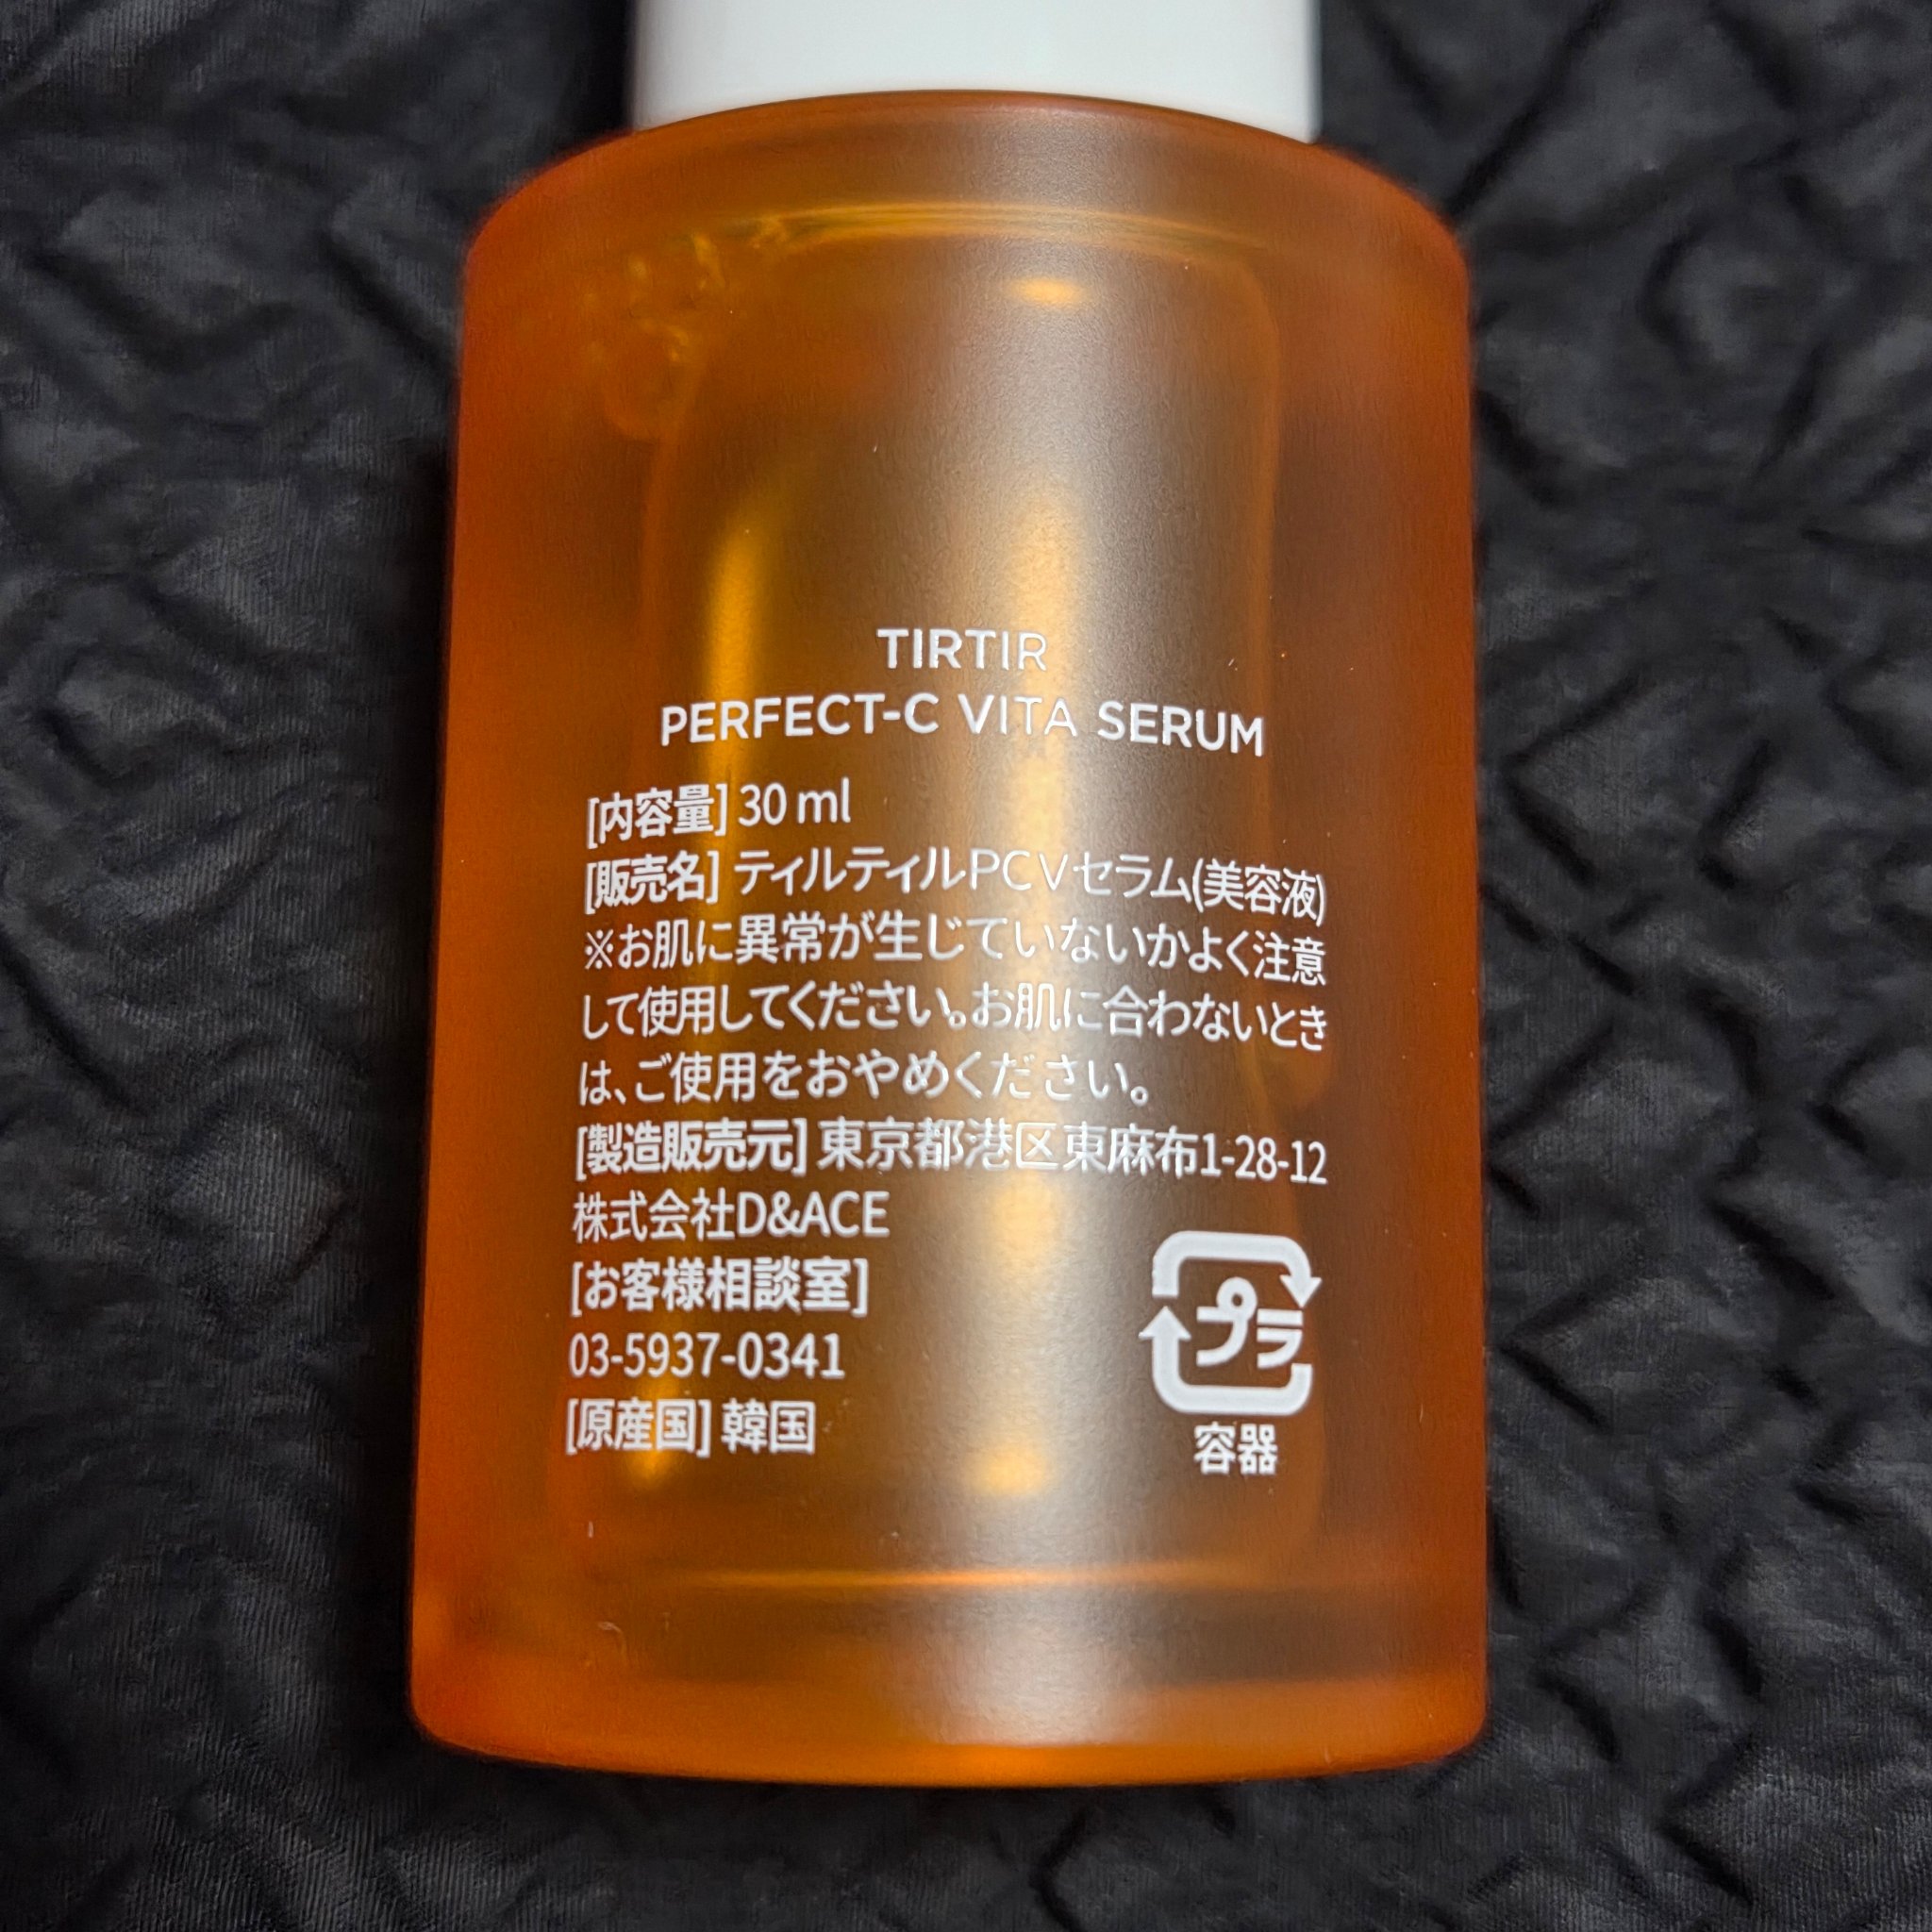 TIRTIR
PERFECT-C VITA SERUM
[内容量] 30 ml
[販売名] ティルティルPCVセラム(美容液)
※お肌に異常が生じていないかよく注意
して使用してください。お肌に合わないとき
は、ご使用をおやめください。
[製造販売元] 東京都港区東麻布1-28-12
株式会社D&ACE
[お客様相談室]
03-5937-0341
[原産国] 韓国
プラ
容器